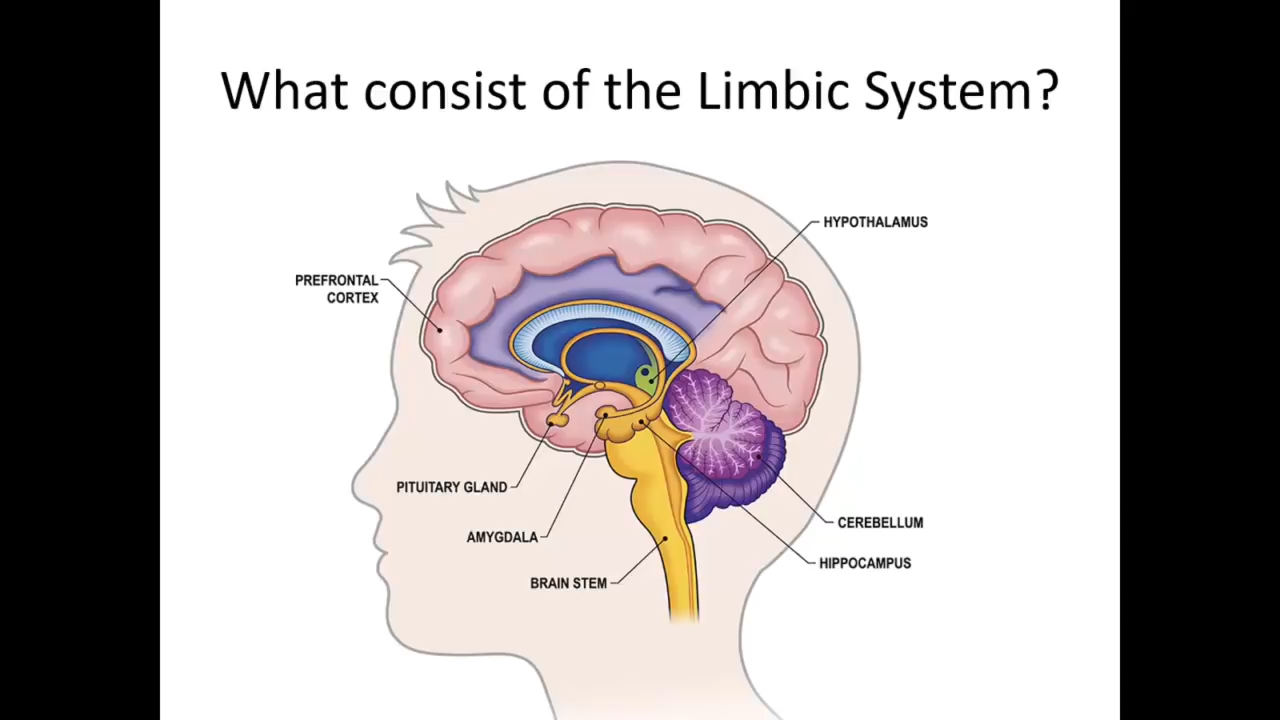 What consist of the Limbic System?
HYPOTHALAMUS
PREFRONTAL
CORTEX
PITUITARY GLAND
CEREBELLUM
AMYGDALA
HIPPOCAMPUS
BRAIN STEM